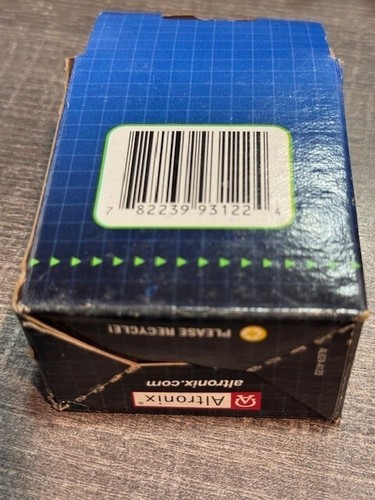 7 82239 93122 4
PLEASE RECYCLE!
altronix.com
Altronix®